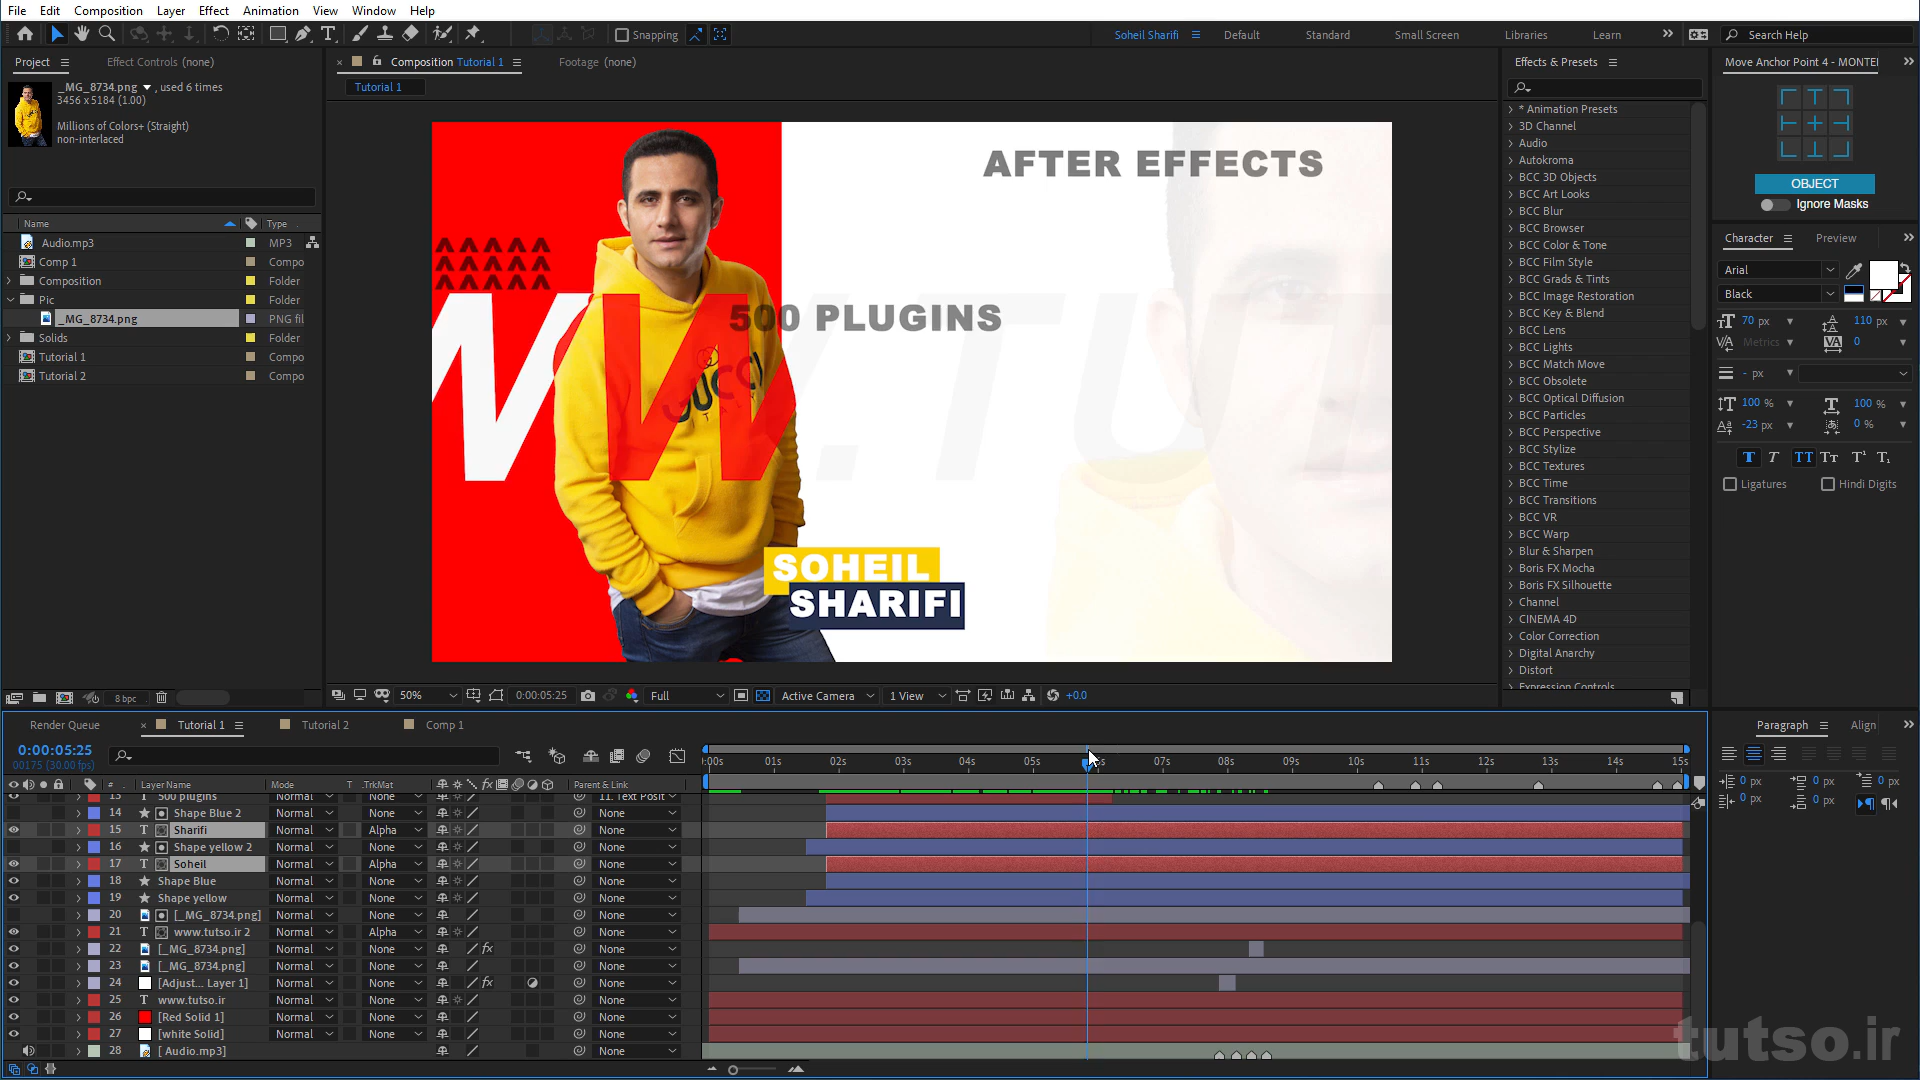 File Edit Composition Layer Effect Animation View Window Help
Snapping
Soheil Sharifi Default Standard Small Screen Libraries Learn
Search Help
Project Effect Controls (none)
Composition Tutorial 1 Footage (none)
Effects & Presets
Move Anchor Point 4 - MONTE
_MG_8734.png , used 6 times
3456 x 5184 (1.00)
Millions of Colors+ (Straight)
non-interlaced
Name Type
Audio.mp3 MP3
Comp 1 Compo
Composition Folder
Pic Folder
_MG_8734.png PNG fil
Solids Folder
Tutorial 1 Compo
Tutorial 2 Compo
8 bpc
Tutorial 1
AFTER EFFECTS
500 PLUGINS
W W.TUT
GUCCI
SOHEIL
SHARIFI
50% 0:00:05:25 Full Active Camera 1 View +0.0
* Animation Presets
3D Channel
Audio
Autokroma
BCC 3D Objects
BCC Art Looks
BCC Blur
BCC Browser
BCC Color & Tone
BCC Film Style
BCC Grads & Tints
BCC Image Restoration
BCC Key & Blend
BCC Lens
BCC Lights
BCC Match Move
BCC Obsolete
BCC Optical Diffusion
BCC Particles
BCC Perspective
BCC Stylize
BCC Textures
BCC Time
BCC Transitions
BCC VR
BCC Warp
Blur & Sharpen
Boris FX Mocha
Boris FX Silhouette
Channel
CINEMA 4D
Color Correction
Digital Anarchy
Distort
Expression Controls
OBJECT
Ignore Masks
Character Preview
Arial
Black
70 px 110 px
Metrics 0
- px
100 % 100 %
-23 px 0 %
Ligatures Hindi Digits
Render Queue Tutorial 1 Tutorial 2 Comp 1
0:00:05:25
00175 (30.00 fps)
# Layer Name Mode T .TrkMat Parent & Link
:00s 01s 02s 03s 04s 05s 07s 08s 09s 10s 11s 12s 13s 14s 15s
13 500 plugins Normal None 11. Text Posit
14 Shape Blue 2 Normal None None
15 Sharifi Normal Alpha None
16 Shape yellow 2 Normal None None
17 Soheil Normal Alpha None
18 Shape Blue Normal None None
19 Shape yellow Normal None None
20 [_MG_8734.png] Normal None None
21 www.tutso.ir 2 Normal Alpha None
22 [_MG_8734.png] Normal None fx None
23 [_MG_8734.png] Normal None None
24 [Adjust... Layer 1] Normal None fx None
25 www.tutso.ir Normal None None
26 [Red Solid 1] Normal None None
27 [white Solid] Normal None None
28 [ Audio.mp3] None
Paragraph Align
0 px 0 px 0 px
0 px 0 px
tutso.ir